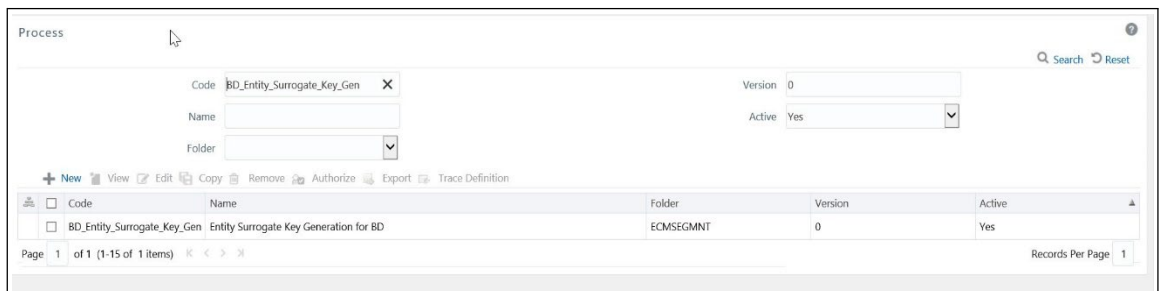 Process
Search Reset
Code BD_Entity_Surrogate_Key_Gen Version 0
Name Active Yes
Folder
New View Edit Copy Remove Authorize Export Trace Definition
Code Name Folder Version Active
BD_Entity_Surrogate_Key_Gen Entity Surrogate Key Generation for BD ECMSEGMNT 0 Yes
Page 1 of 1 (1-15 of 1 items) Records Per Page 1